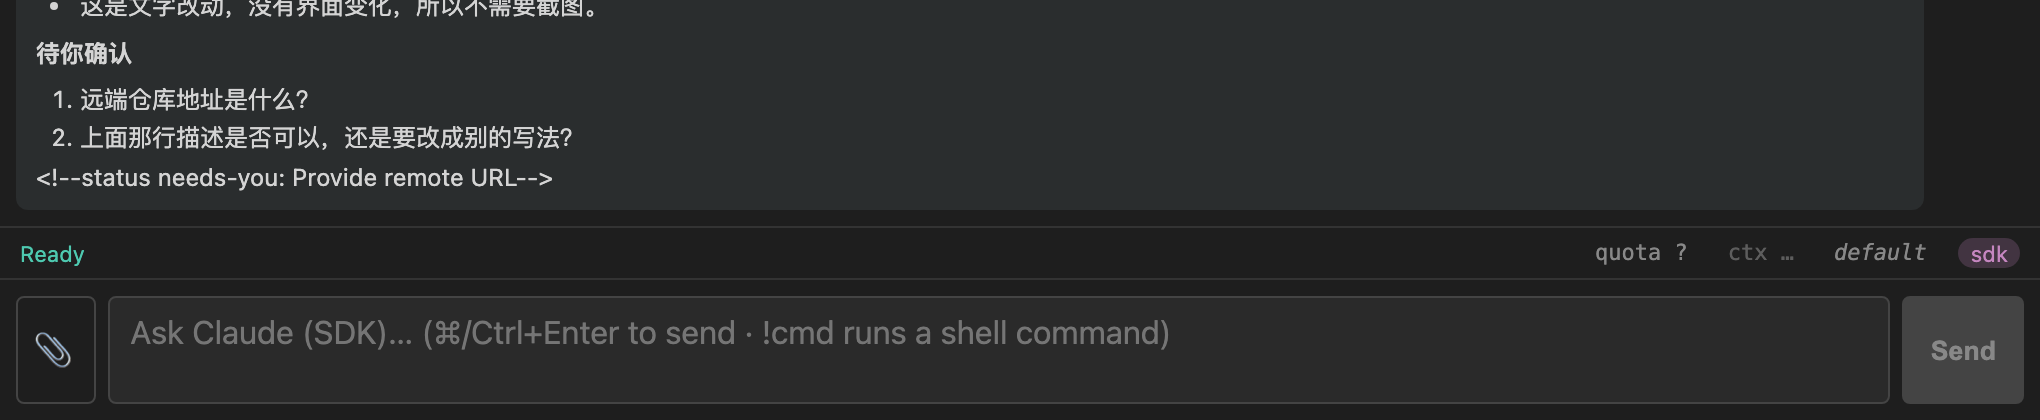 这是文字改动，没有界面变化，所以不需要截图。
待你确认
1. 远端仓库地址是什么?
2. 上面那行描述是否可以，还是要改成别的写法?
<!--status needs-you: Provide remote URL-->
Ready
quota ? ctx … default sdk
Ask Claude (SDK)... (⌘/Ctrl+Enter to send · !cmd runs a shell command)
Send